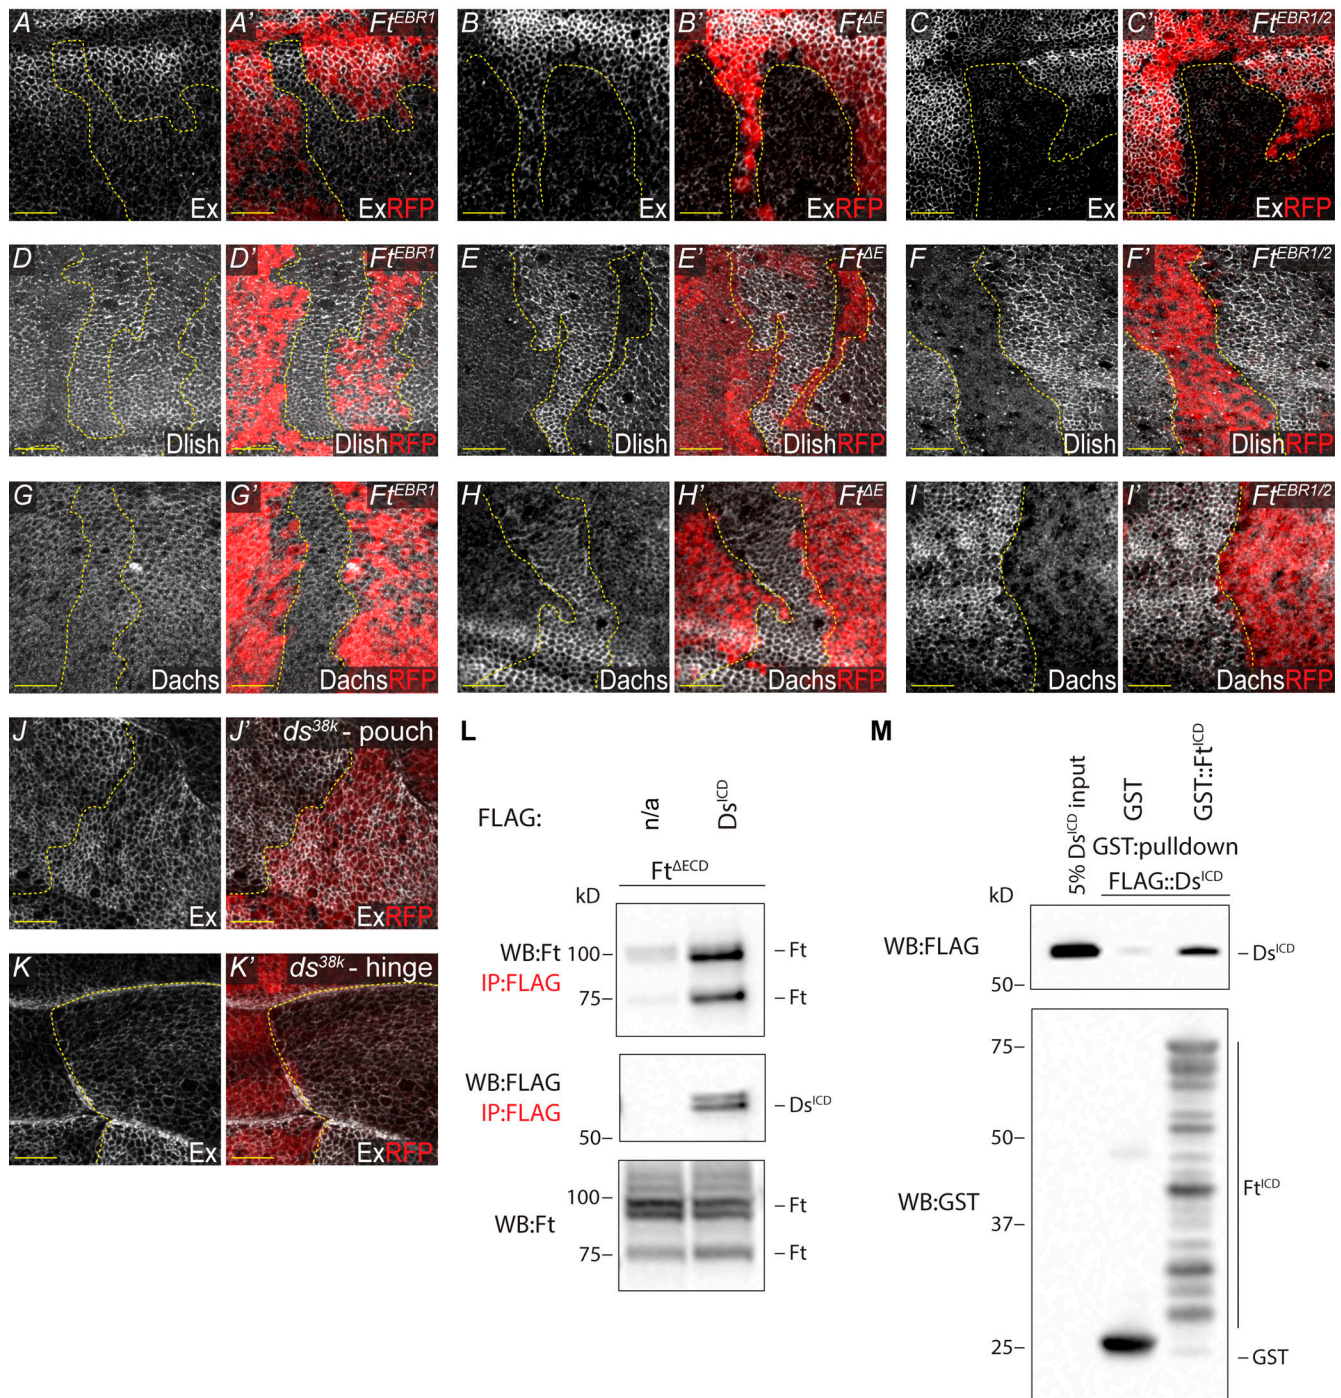 A
A' Ft^EBR1
B
B' Ft^ΔE
C
C' Ft^EBR1/2
Ex
ExRFP
Ex
ExRFP
Ex
ExRFP
D
D' Ft^EBR1
E
E' Ft^ΔE
F
F' Ft^EBR1/2
Dlish
DlishRFP
Dlish
DlishRFP
Dlish
DlishRFP
G
G' Ft^EBR1
H
H' Ft^ΔE
I
I' Ft^EBR1/2
Dachs
DachsRFP
Dachs
DachsRFP
Dachs
DachsRFP
J
J' ds^38k - pouch
Ex
ExRFP
K
K' ds^38k - hinge
Ex
ExRFP
L
FLAG:
n/a
Ds^ICD
Ft^ΔECD
kD
WB:Ft
IP:FLAG
100–
75–
– Ft
– Ft
WB:FLAG
IP:FLAG
50–
– Ds^ICD
WB:Ft
100–
75–
– Ft
– Ft
M
5% Ds^ICD input
GST
GST::Ft^ICD
GST:pulldown
FLAG::Ds^ICD
kD
WB:FLAG
50–
– Ds^ICD
WB:GST
75–
50–
37–
25–
Ft^ICD
– GST